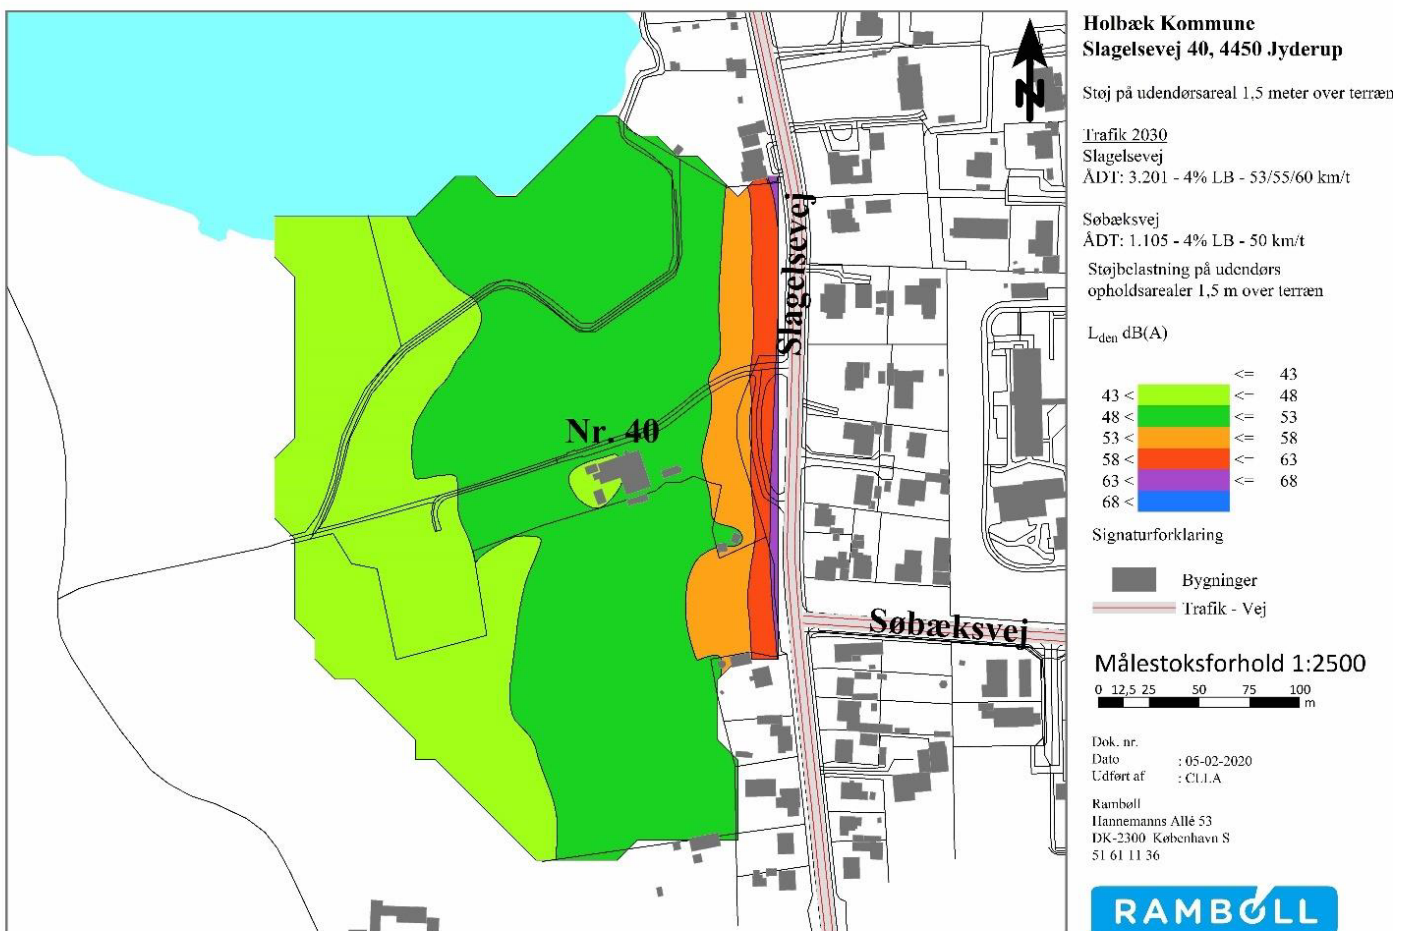 Holbæk Kommune
Slagelsevej 40, 4450 Jyderup
Støj på udendørsareal 1,5 meter over terræn
Trafik 2030
Slagelsevej
ÅDT: 3.201 - 4% LB - 53/55/60 km/t
Søbæksvej
ÅDT: 1.105 - 4% LB - 50 km/t
Støjbelastning på udendørs
opholdsarealer 1,5 m over terræn
Lden dB(A)
<= 43
43 < <= 48
48 < <= 53
53 < <= 58
58 < <= 63
63 < <= 68
68 <
Signaturforklaring
Bygninger
Trafik - Vej
Målestoksforhold 1:2500
0 12,5 25 50 75 100
m
Dok. nr.
Dato : 05-02-2020
Udført af : CLLA
Rambøll
Hannemanns Allé 53
DK-2300 København S
51 61 11 36
RAMBOLL
N
Slagelsevej
Nr. 40
Søbæksvej